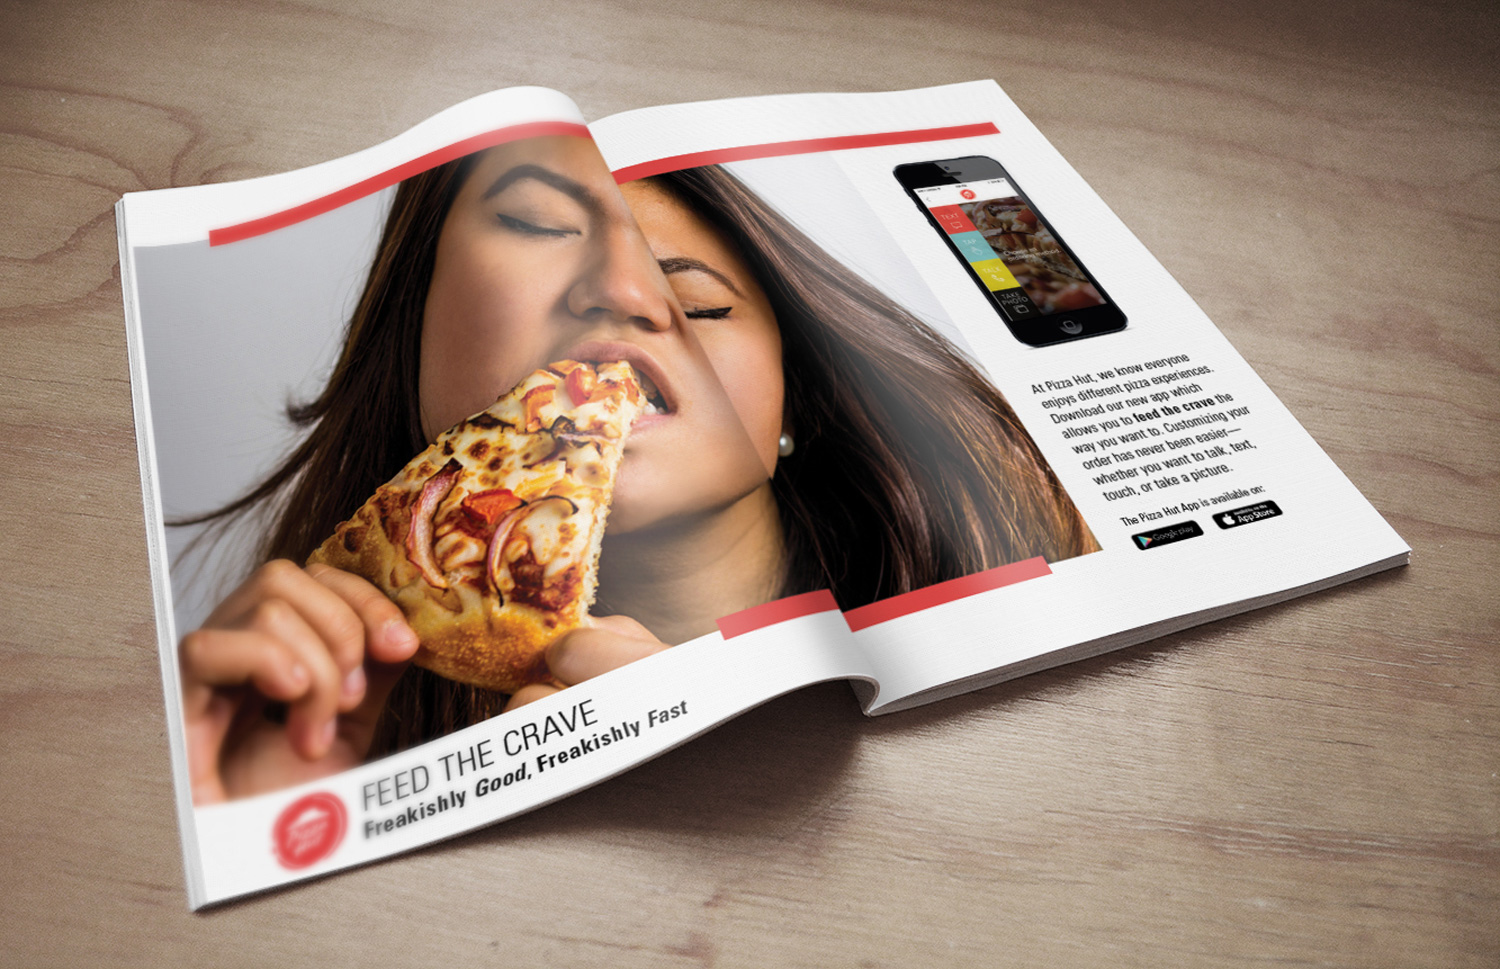 FEED THE CRAVE
Freakishly Good, Freakishly Fast
TEXT
TAP
TALK
TAKE
PHOTO
At Pizza Hut, we know everyone
enjoys different pizza experiences.
Download our new app which
allows you to feed the crave the
way you want to. Customizing your
order has never been easier—
whether you want to talk, text,
touch, or take a picture.
The Pizza Hut App is available on:
Google play
Available on the
App Store